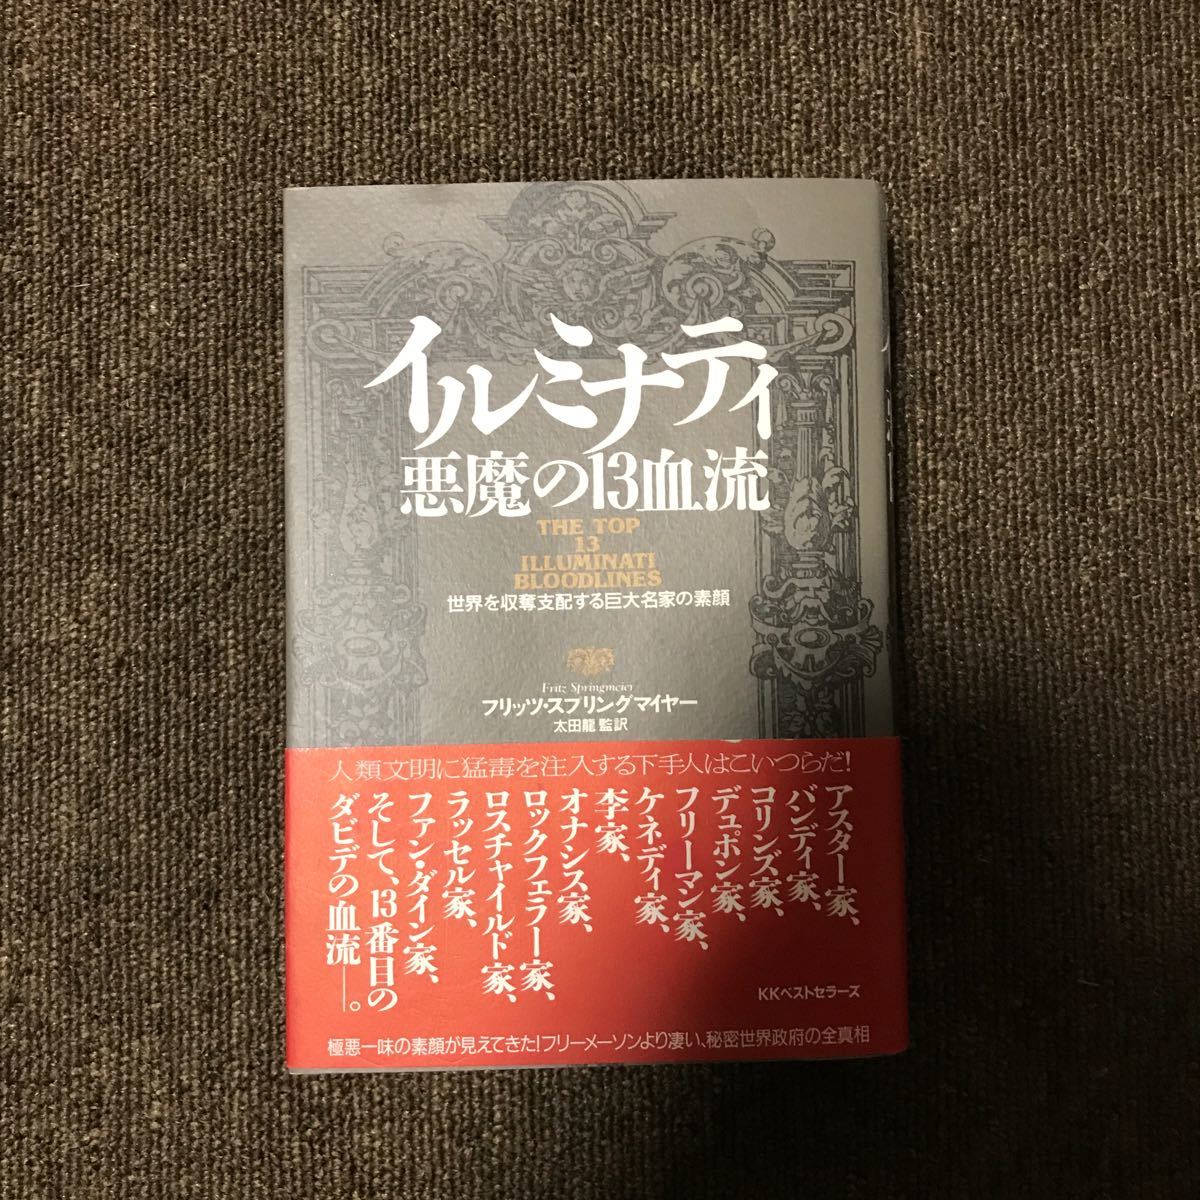 イルミナティ
悪魔の13血流
THE TOP
13
ILLUMINATI
BLOODLINES
世界を収奪支配する巨大名家の素顔
Fritz Springmeier
フリッツ・スプリングマイヤー
太田龍 監訳
人類文明に猛毒を注入する下手人はこいつらだ!
アスター家、
バンディ家、
コリンズ家、
デュポン家、
フリーマン家、
ケネディ家、
李家、
オナシス家、
ロックフェラー家、
ロスチャイルド家、
ラッセル家、
ファン・ダイン家、
そして、13番目の
ダビデの血流―。
KKベストセラーズ
極悪一味の素顔が見えてきた!フリーメーソンより凄い、秘密世界政府の全真相